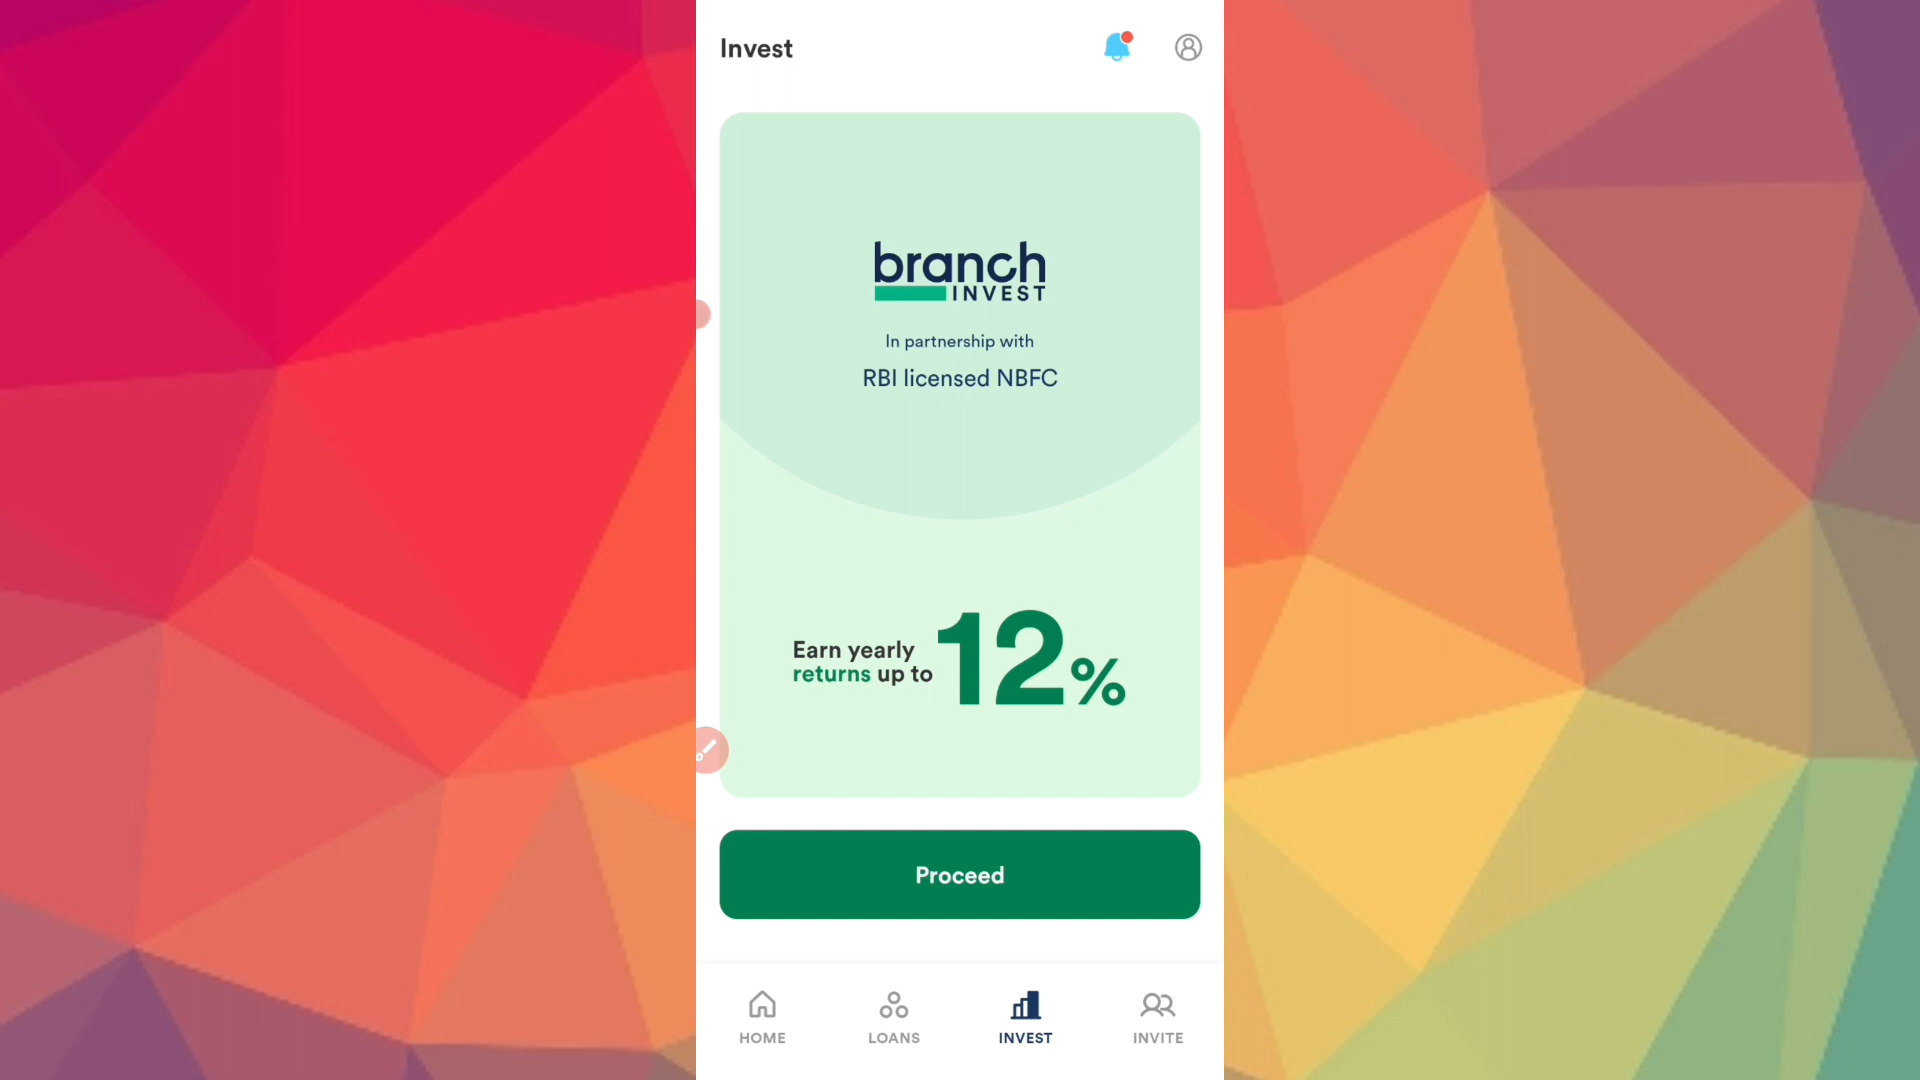 Invest
branch
INVEST
In partnership with
RBI licensed NBFC
Earn yearly
returns up to
12%
Proceed
HOME
LOANS
INVEST
INVITE